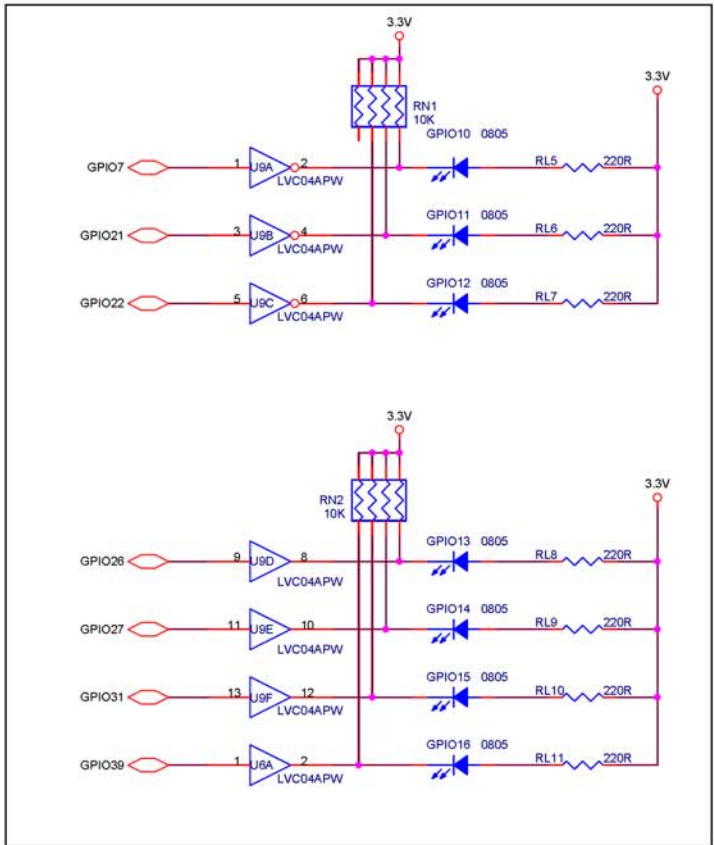 3.3V
3.3V
RN1
10K
GPIO10 0805
RL5 220R
GPIO7
1 U9A 2
LVC04APW
GPIO11 0805
RL6 220R
GPIO21
3 U9B 4
LVC04APW
GPIO12 0805
RL7 220R
GPIO22
5 U9C 6
LVC04APW
3.3V
3.3V
RN2
10K
GPIO13 0805
RL8 220R
GPIO26
9 U9D 8
LVC04APW
GPIO14 0805
RL9 220R
GPIO27
11 U9E 10
LVC04APW
GPIO15 0805
RL10 220R
GPIO31
13 U9F 12
LVC04APW
GPIO16 0805
RL11 220R
GPIO39
1 U6A 2
LVC04APW